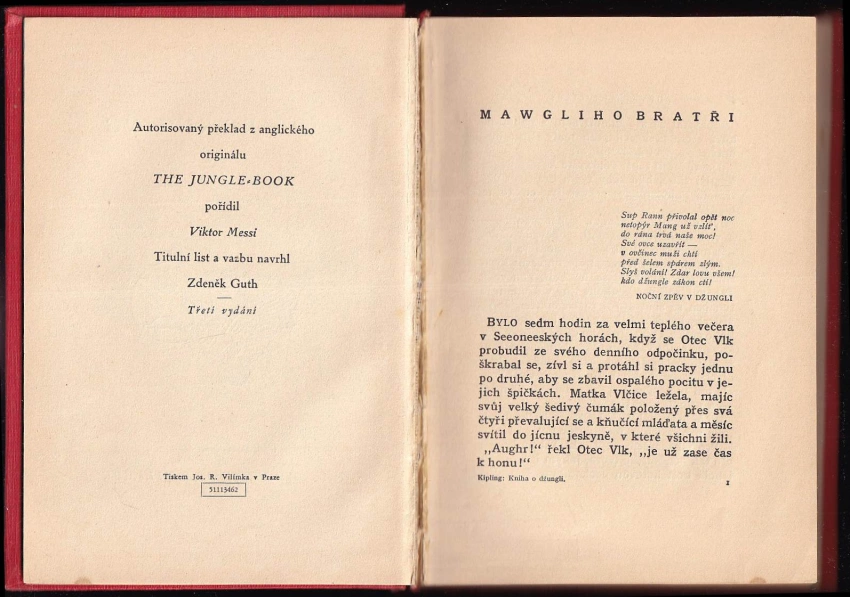 Autorisovaný překlad z anglického
originálu
THE JUNGLE-BOOK
pořídil
Viktor Messi
Titulní list a vazbu navrhl
Zdeněk Guth
Třetí vydání
Tiskem Jos. R. Vilímka v Praze
51113462
MAWGLIHO BRATŘI
Sup Rann přivolal opět noc
netopýr Mang už vzlít',
do rána trvá naše moc!
Své ovce uzavřít —
v ovčinec muži chtí
před šelem spárem zlým.
Slyš volání! Zdar lovu všem!
kdo džungle zákon ctí!
NOČNÍ ZPĚV V DŽUNGLI
BYLO sedm hodin za velmi teplého večera
v Seeoneeských horách, když se Otec Vlk
probudil ze svého denního odpočinku, po-
škrabal se, zívl si a protáhl si pracky jednu
po druhé, aby se zbavil ospalého pocitu v je-
jich špičkách. Matka Vlčice ležela, majíc
svůj velký šedivý čumák položený přes svá
čtyři převalující se a kňučící mláďata a měsíc
svítil do jícnu jeskyně, v které všichni žili.
„Aughr!“ řekl Otec Vlk, „je už zase čas
k honu!“
Kipling: Kniha o džungli.
1